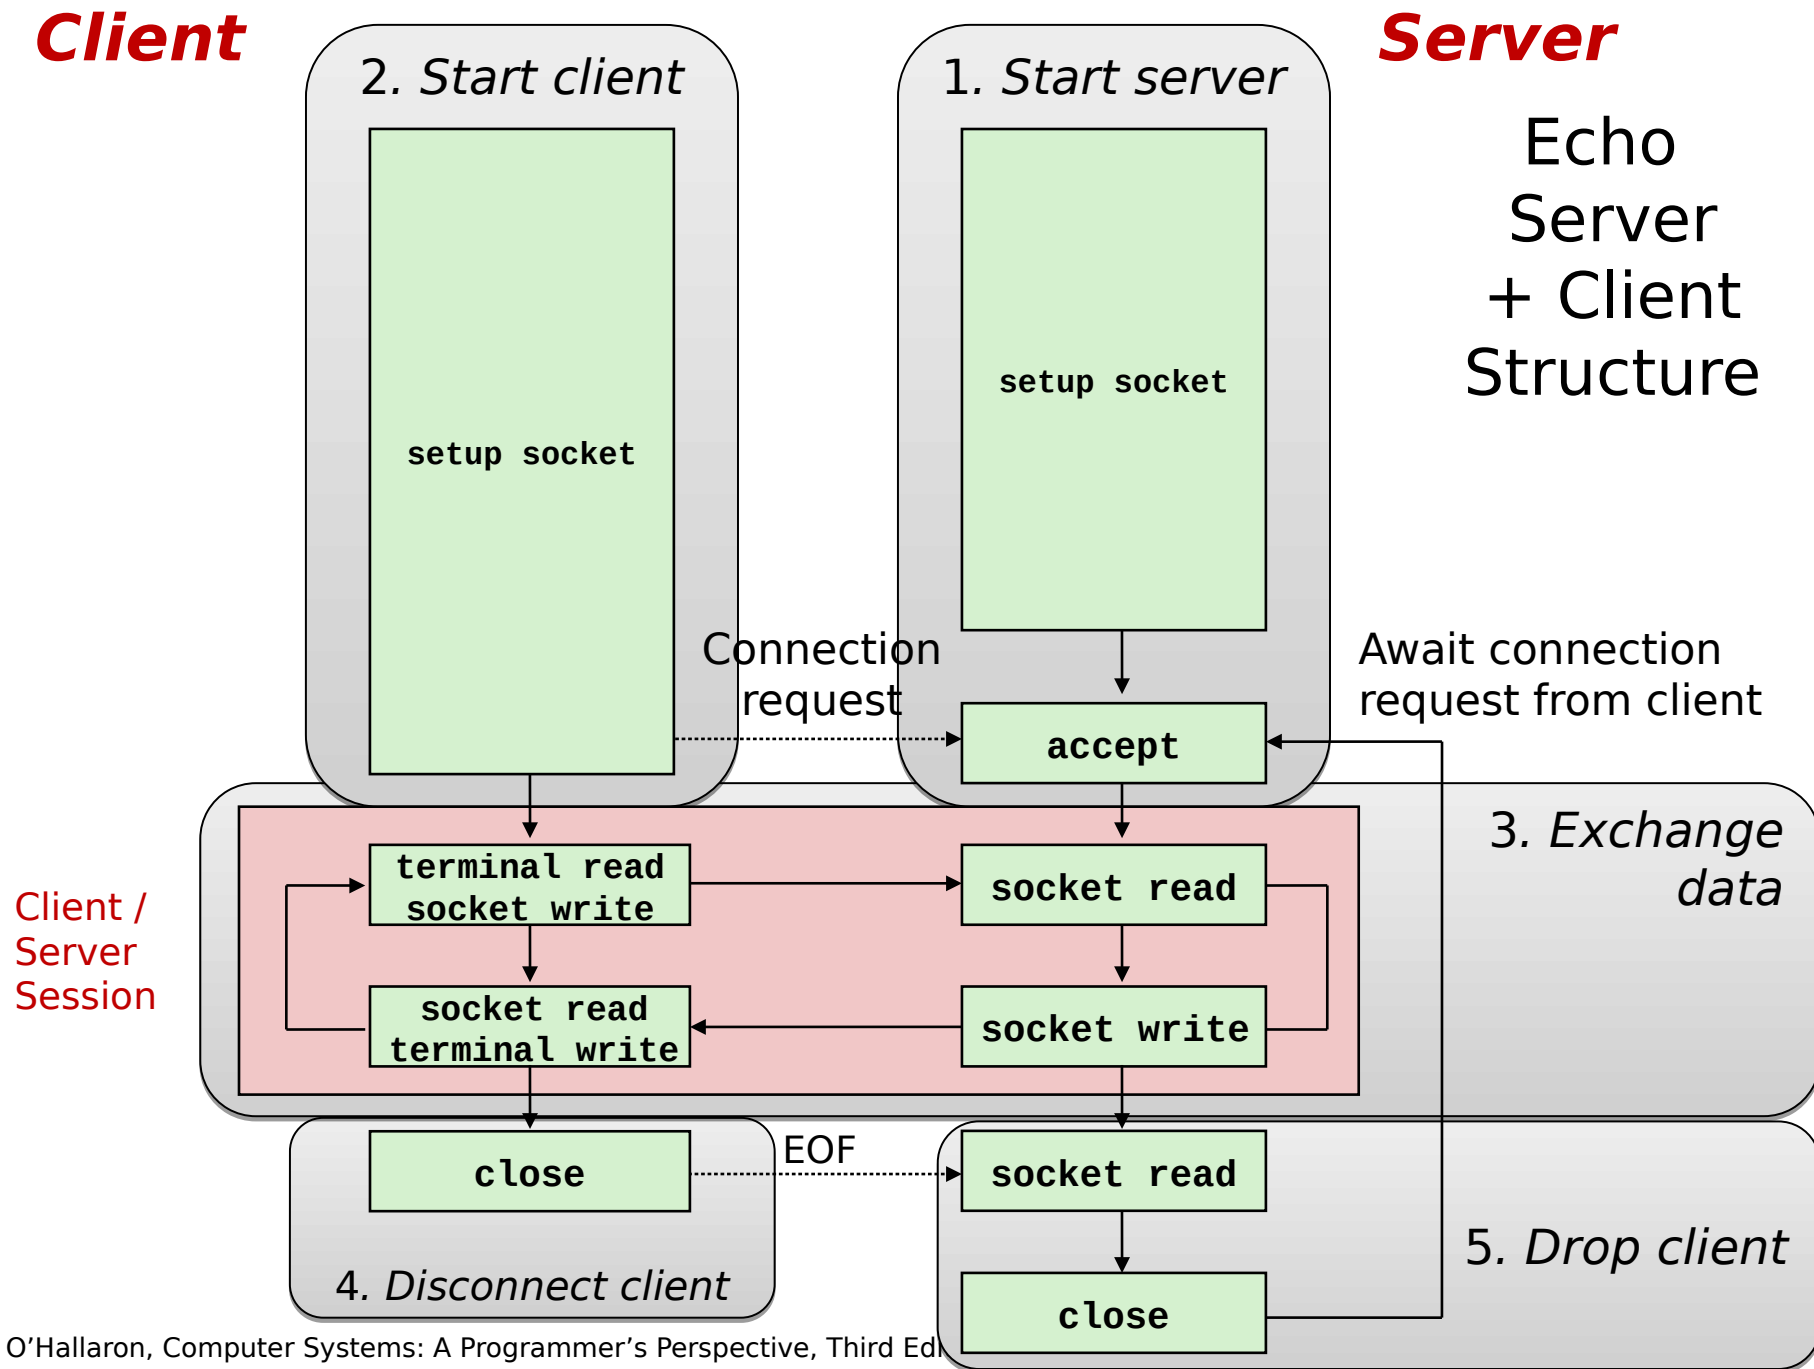 Client
Server
2. Start client
1. Start server
Echo
Server
+ Client
Structure
setup socket
setup socket
Connection
request
Await connection
request from client
accept
3. Exchange
data
terminal read
socket write
socket read
Client /
Server
Session
socket read
terminal write
socket write
close
EOF
socket read
4. Disconnect client
5. Drop client
close
O’Hallaron, Computer Systems: A Programmer’s Perspective, Third Edi